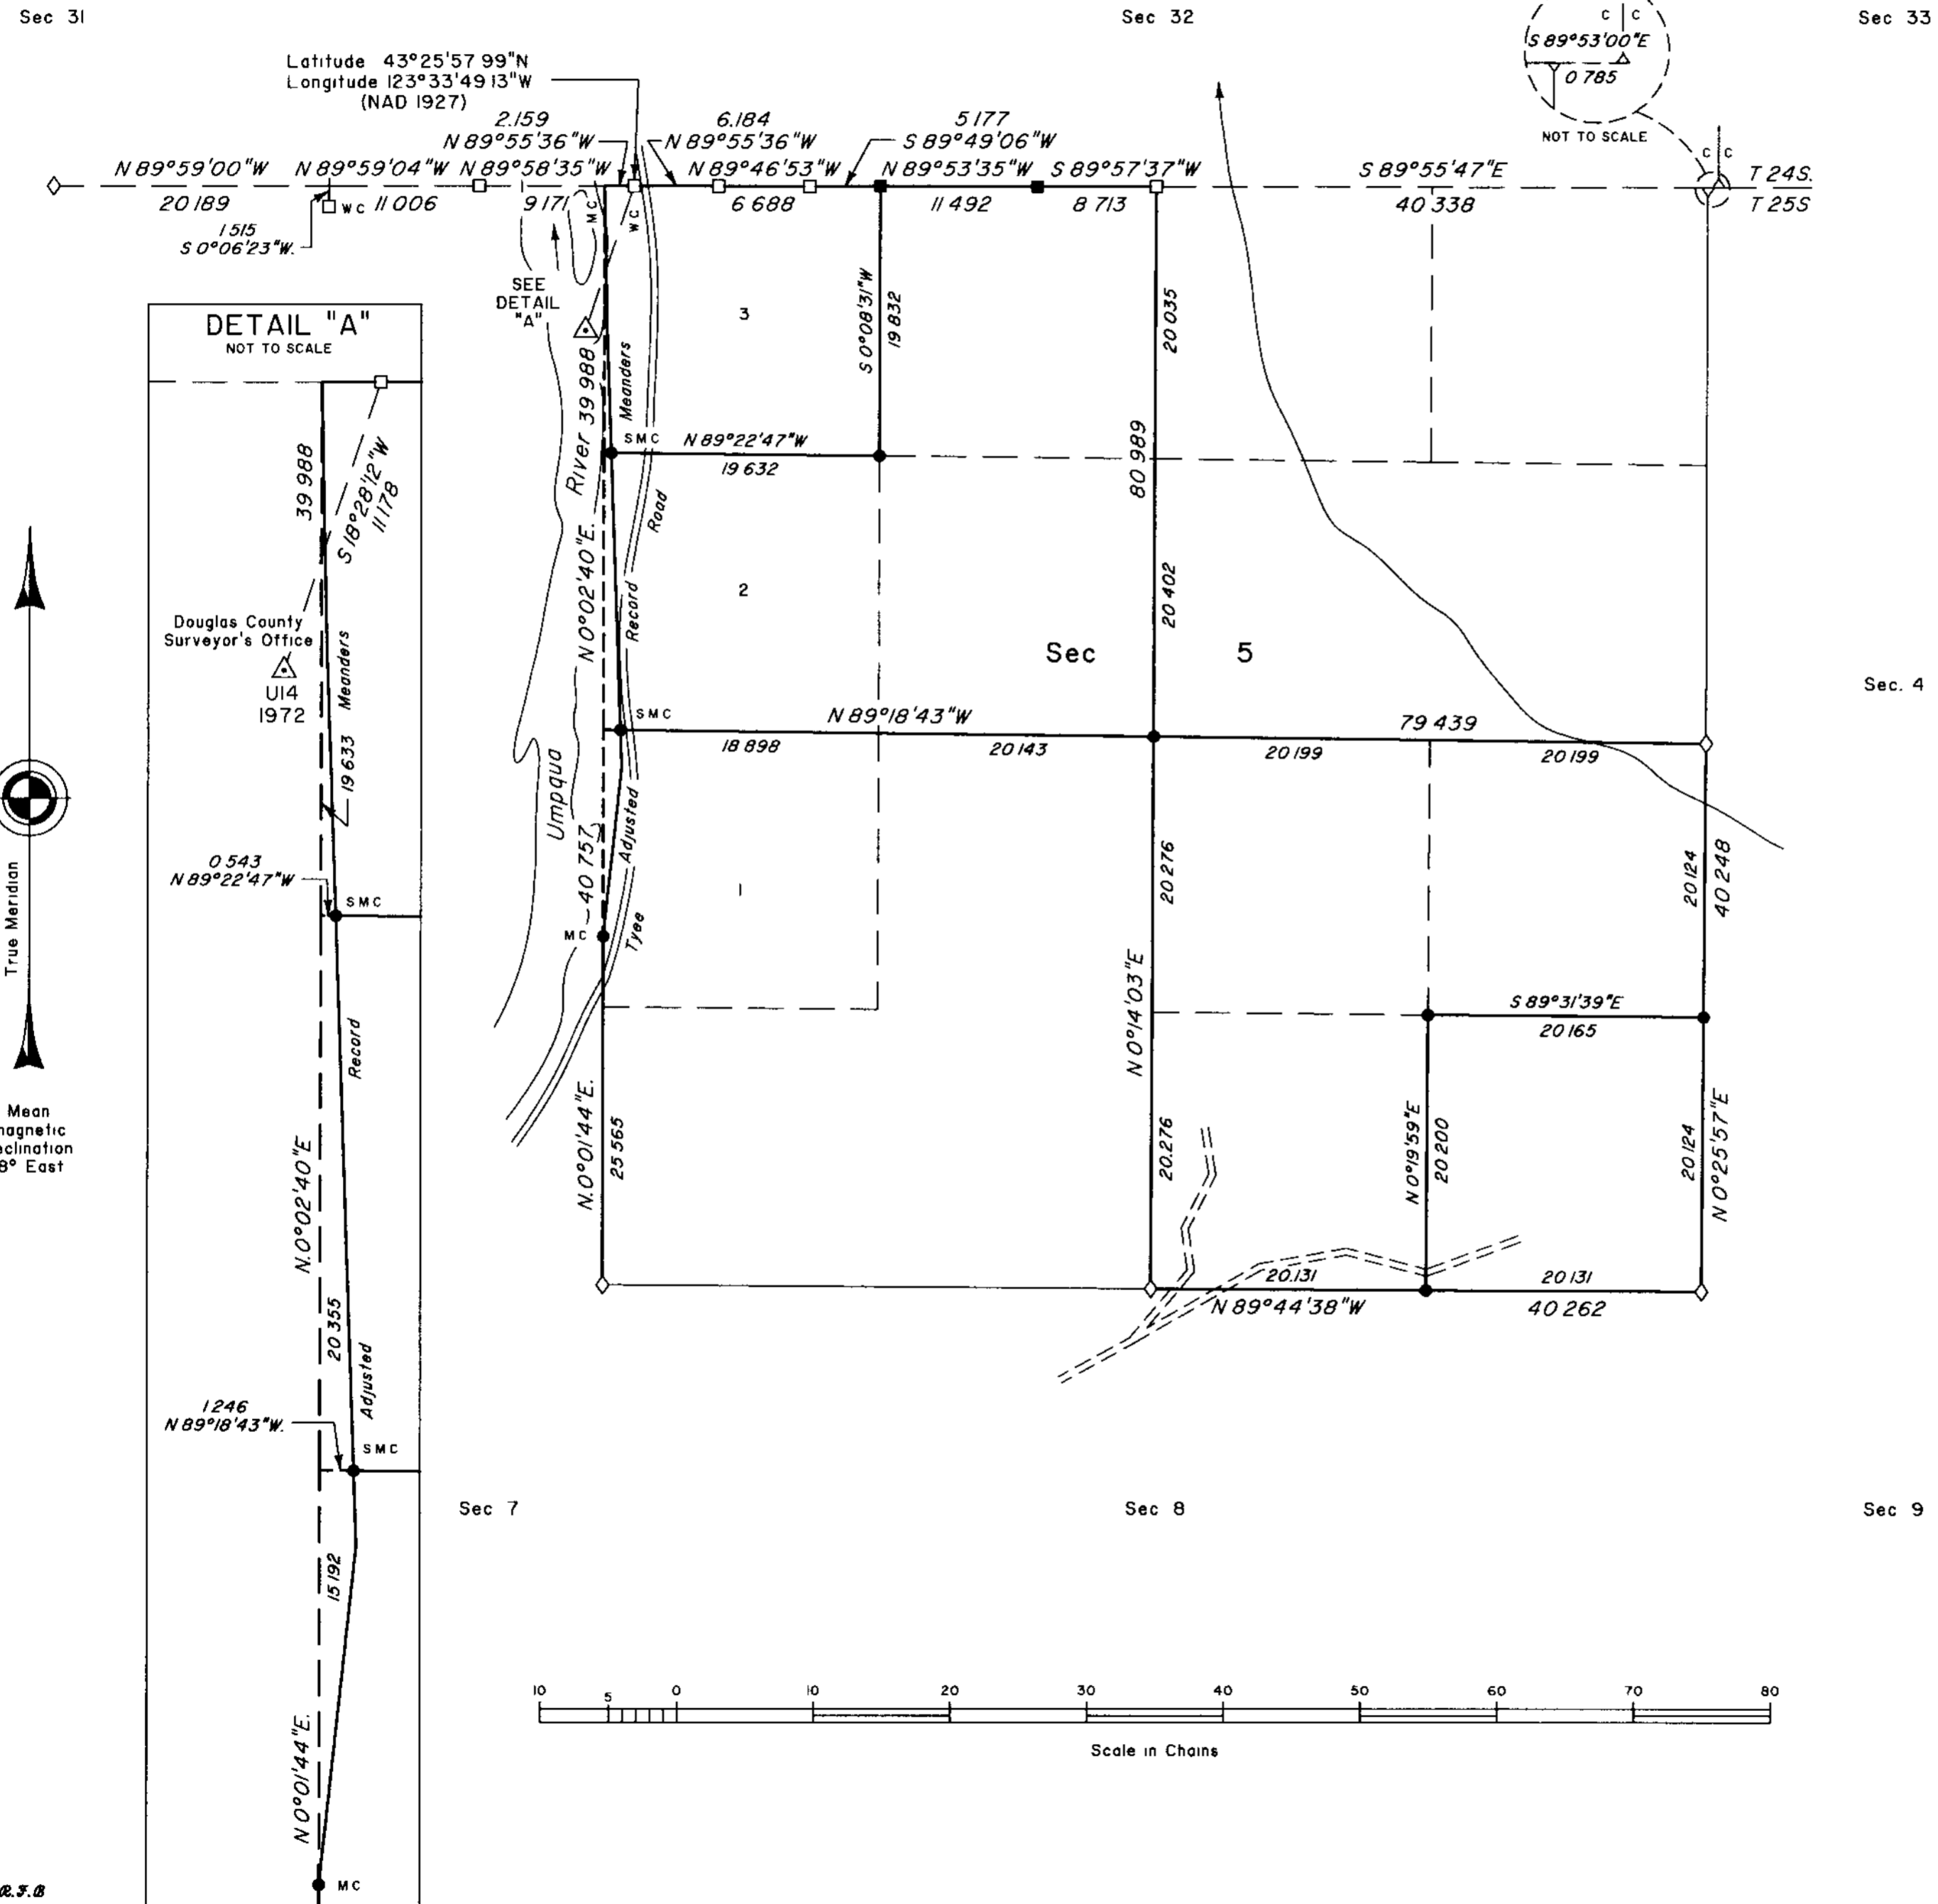 Sec 31
Sec 32
Sec 33
C C
S 89°53'00"E
0 785
NOT TO SCALE
Latitude 43°25'57 99"N
Longitude 123°33'49 13"W
(NAD 1927)
2.159
N 89°55'36"W
6.184
N 89°55'36"W
5 177
S 89°49'06"W
N 89°59'00"W
N 89°59'04"W
N 89°58'35"W
N 89°46'53"W
N 89°53'35"W
S 89°57'37"W
S 89°55'47"E
C C
T 24S.
20 189
WC
11 006
9 171
MC
WC
6 688
11 492
8 713
40 338
T 25S
1 515
S 0°06'23"W.
SEE
DETAIL
"A"
3
S 0°08'31"W
19 832
20 035
DETAIL "A"
NOT TO SCALE
River 39 988
Meanders
SMC
N 89°22'47"W
19 632
80 989
39 988
S 18°28'12"W
11 178
N 0°02'40"E.
Road
Record
2
20 402
Douglas County
Surveyor's Office
U14
1972
Meanders
19 633
Sec 5
Sec. 4
SMC
N 89°18'43"W
79 439
18 898
20 143
20 199
20 199
Umpqua
40 757
Adjusted
Tyee
1
MC
20 276
20 124
40 248
0 543
N 89°22'47"W
SMC
True Meridian
Record
N 0°14'03"E
S 89°31'39"E
20 165
N.0°01'44"E.
25 565
20.276
N 0°19'59"E
20 200
20 124
N 0°25'57"E
Mean
agnetic
clination
8° East
N.0°02'40"E
20 355
Adjusted
20.131
20 131
N 89°44'38"W
40 262
1 246
N 89°18'43"W.
SMC
Sec 7
Sec 8
Sec 9
15 192
N 0°01'44"E.
MC
10 5 0 10 20 30 40 50 60 70 80
Scale in Chains
R.F.B